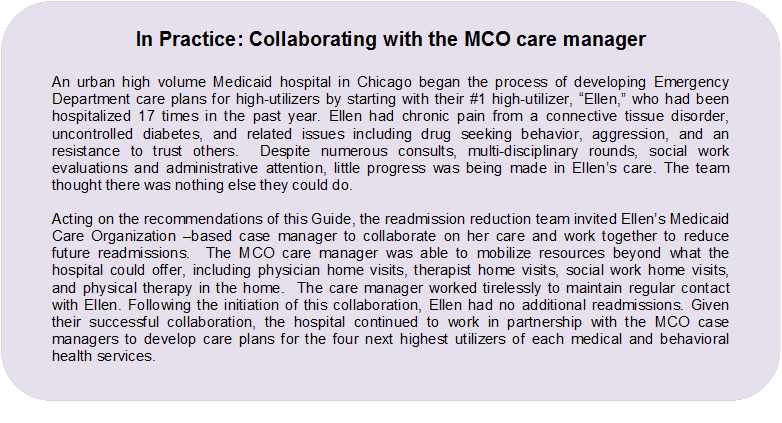 In Practice: Collaborating with the MCO care manager
An urban high volume Medicaid hospital in Chicago began the process of developing Emergency
Department care plans for high-utilizers by starting with their #1 high-utilizer, “Ellen,” who had been
hospitalized 17 times in the past year. Ellen had chronic pain from a connective tissue disorder,
uncontrolled diabetes, and related issues including drug seeking behavior, aggression, and an
resistance to trust others.  Despite numerous consults, multi-disciplinary rounds, social work
evaluations and administrative attention, little progress was being made in Ellen’s care. The team
thought there was nothing else they could do.
Acting on the recommendations of this Guide, the readmission reduction team invited Ellen’s Medicaid
Care Organization –based case manager to collaborate on her care and work together to reduce
future readmissions.  The MCO care manager was able to mobilize resources beyond what the
hospital could offer, including physician home visits, therapist home visits, social work home visits,
and physical therapy in the home.  The care manager worked tirelessly to maintain regular contact
with Ellen. Following the initiation of this collaboration, Ellen had no additional readmissions. Given
their successful collaboration, the hospital continued to work in partnership with the MCO case
managers to develop care plans for the four next highest utilizers of each medical and behavioral
health services.